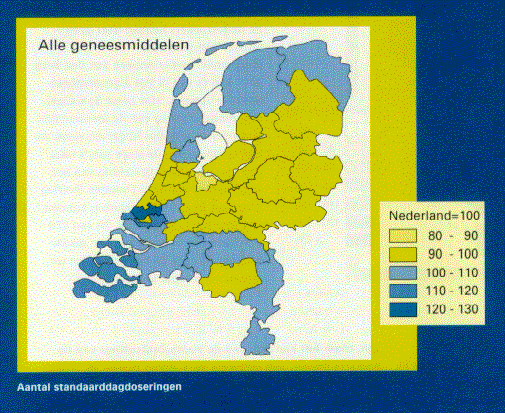 Alle geneesmiddelen
Nederland=100
80 - 90
90 - 100
100 - 110
110 - 120
120 - 130
Aantal standaarddagdoseringen